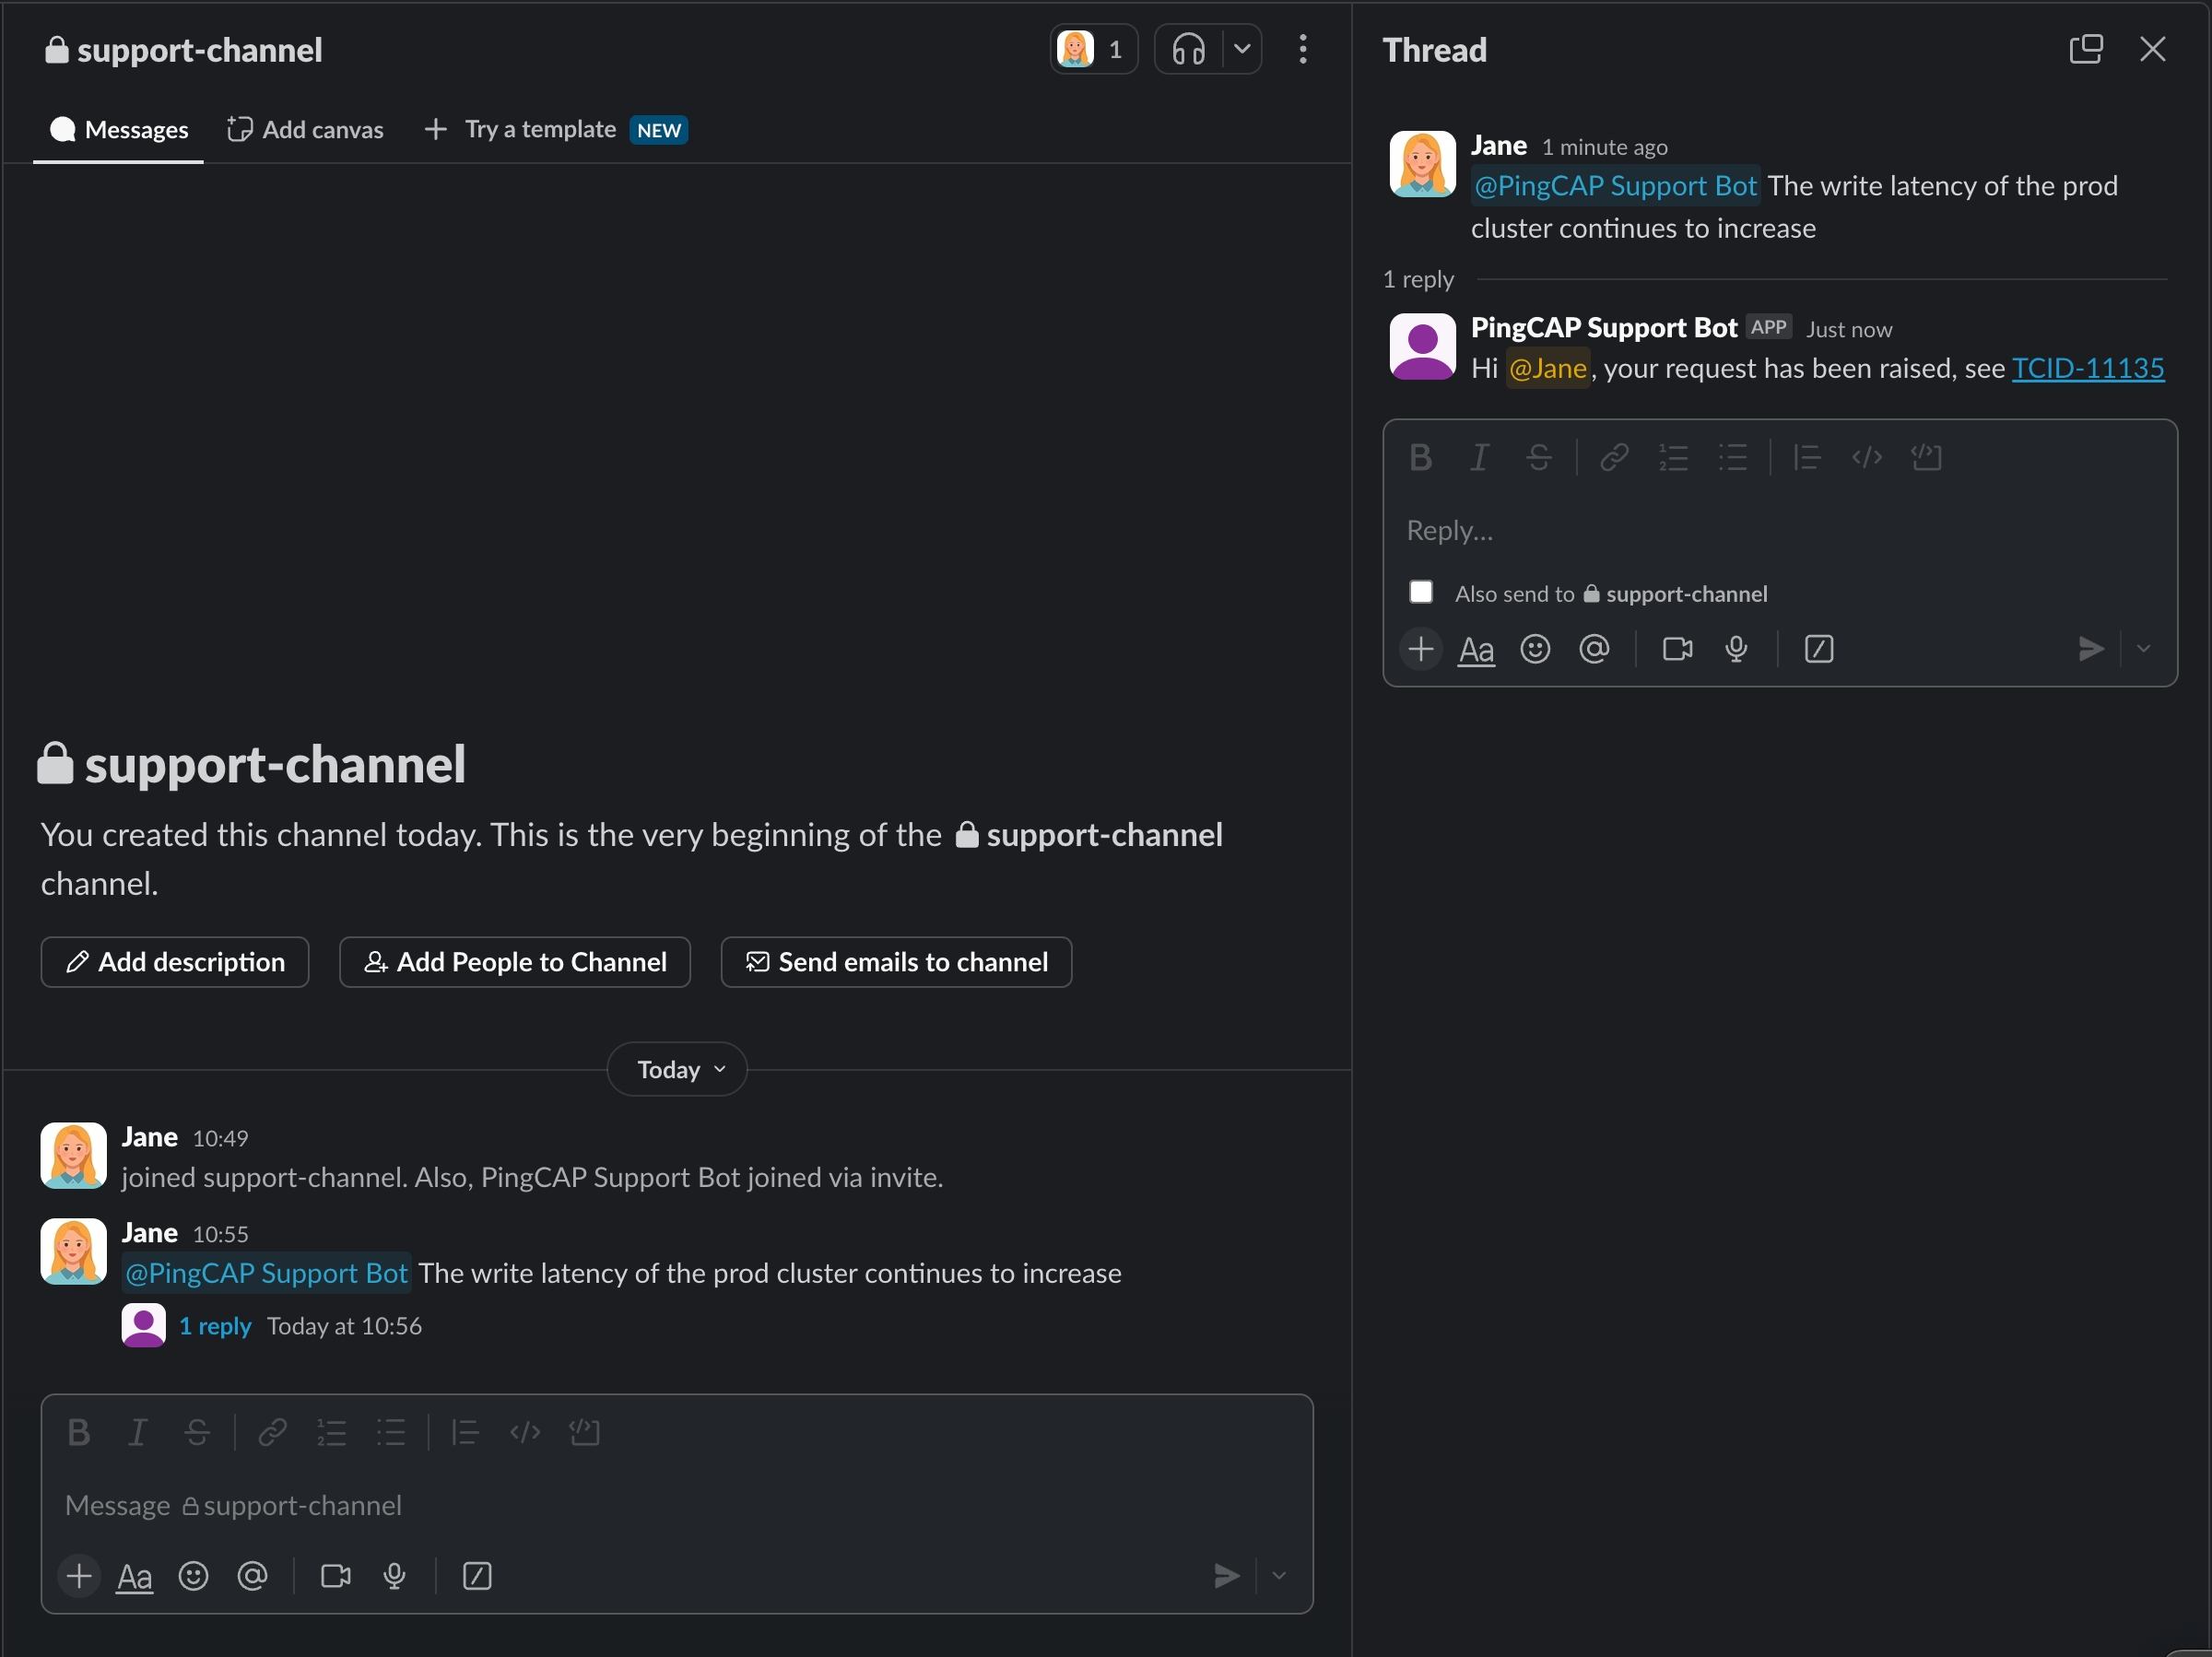 support-channel
1
Messages
Add canvas
Try a template NEW
support-channel
You created this channel today. This is the very beginning of the support-channel
channel.
Add description
Add People to Channel
Send emails to channel
Today
Jane 10:49
joined support-channel. Also, PingCAP Support Bot joined via invite.
Jane 10:55
@PingCAP Support Bot The write latency of the prod cluster continues to increase
1 reply Today at 10:56
Message support-channel
Aa
Thread
Jane 1 minute ago
@PingCAP Support Bot The write latency of the prod
cluster continues to increase
1 reply
PingCAP Support Bot APP Just now
Hi @Jane, your request has been raised, see TCID-11135
Reply...
Also send to support-channel
Aa